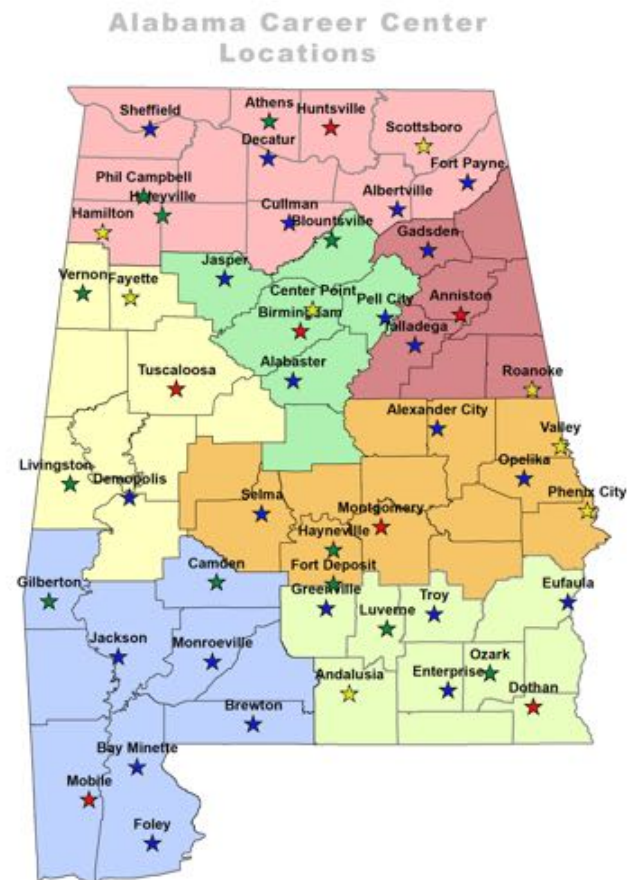 Alabama Career Center
Locations
Sheffield
Athens
Huntsville
Scottsboro
Decatur
Fort Payne
Phil Campbell
Haleyville
Albertville
Hamilton
Cullman
Blountsville
Gadsden
Jasper
Vernon
Fayette
Center Point
Pell City
Anniston
Birmingham
Talladega
Alabaster
Tuscaloosa
Roanoke
Alexander City
Valley
Livingston
Demopolis
Opelika
Selma
Phenix City
Montgomery
Hayneville
Camden
Fort Deposit
Gilberton
Greenville
Troy
Eufaula
Luverne
Jackson
Monroeville
Ozark
Andalusia
Enterprise
Dothan
Brewton
Bay Minette
Mobile
Foley